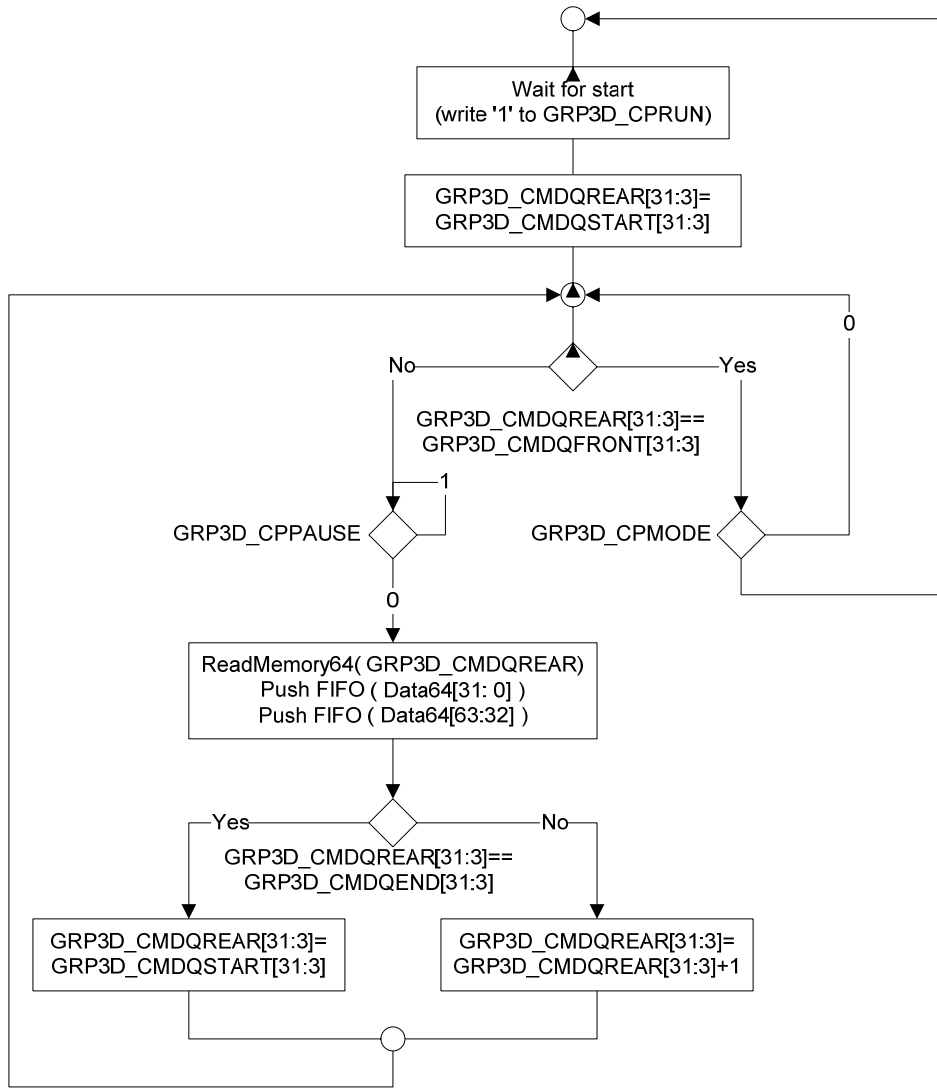 Wait for start
(write '1' to GRP3D_CPRUN)
GRP3D_CMDQREAR[31:3]=
GRP3D_CMDQSTART[31:3]
0
No
Yes
GRP3D_CMDQREAR[31:3]==
GRP3D_CMDQFRONT[31:3]
1
GRP3D_CPPAUSE
GRP3D_CPMODE
0
ReadMemory64( GRP3D_CMDQREAR)
Push FIFO ( Data64[31: 0] )
Push FIFO ( Data64[63:32] )
Yes
No
GRP3D_CMDQREAR[31:3]==
GRP3D_CMDQEND[31:3]
GRP3D_CMDQREAR[31:3]=
GRP3D_CMDQSTART[31:3]
GRP3D_CMDQREAR[31:3]=
GRP3D_CMDQREAR[31:3]+1